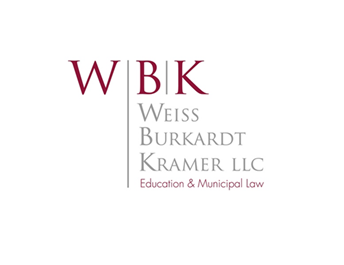 W B K
WEISS
BURKARDT
KRAMER LLC
Education & Municipal Law